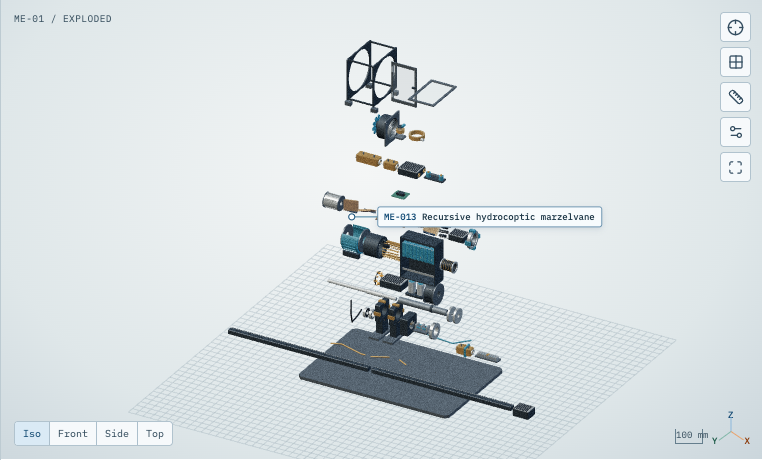 ME-01 / EXPLODED
ME-013 Recursive hydrocoptic marzelvane
Iso Front Side Top
100 mm
Z
Y X